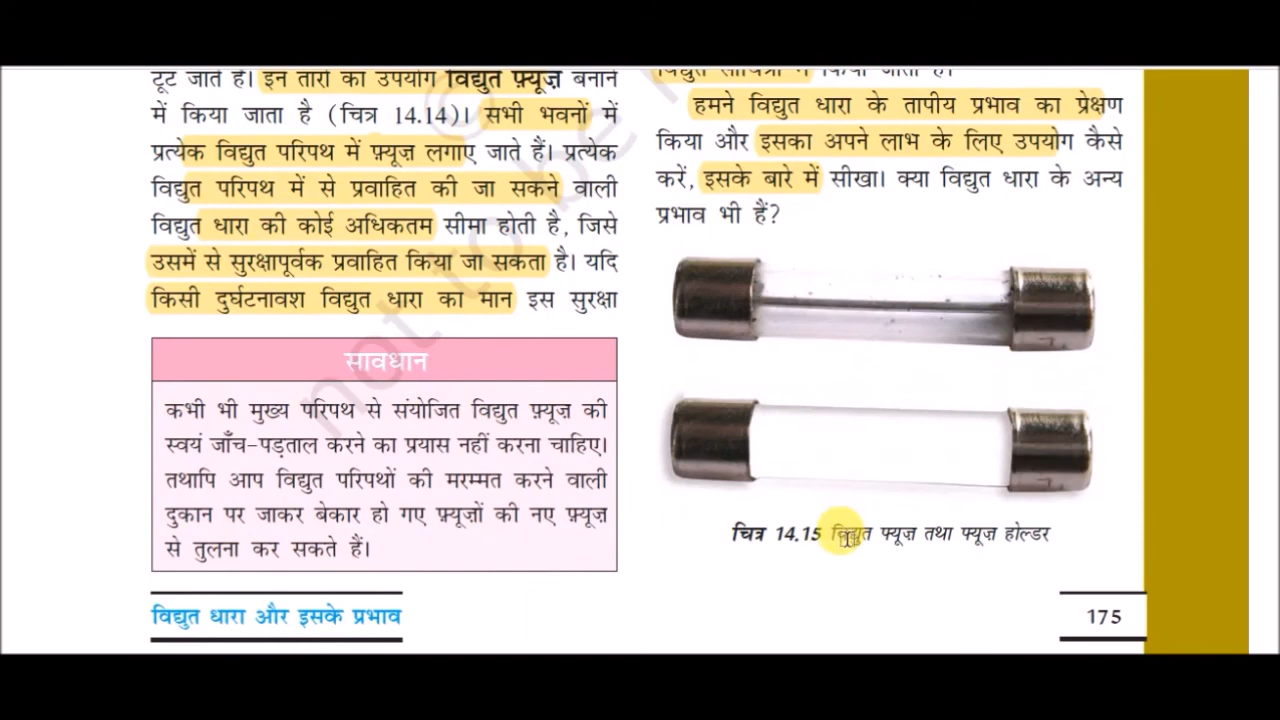 टूट जाते हैं। इन तारों का उपयोग विद्युत फ़्यूज़ बनाने
में किया जाता है (चित्र 14.14)। सभी भवनों में
प्रत्येक विद्युत परिपथ में फ़्यूज़ लगाए जाते हैं। प्रत्येक
विद्युत परिपथ में से प्रवाहित की जा सकने वाली
विद्युत धारा की कोई अधिकतम सीमा होती है, जिसे
उसमें से सुरक्षापूर्वक प्रवाहित किया जा सकता है। यदि
किसी दुर्घटनावश विद्युत धारा का मान इस सुरक्षा
सावधान
कभी भी मुख्य परिपथ से संयोजित विद्युत फ़्यूज़ की
स्वयं जाँच-पड़ताल करने का प्रयास नहीं करना चाहिए।
तथापि आप विद्युत परिपथों की मरम्मत करने वाली
दुकान पर जाकर बेकार हो गए फ़्यूज़ों की नए फ़्यूज़
से तुलना कर सकते हैं।
में किया जाता है।
हमने विद्युत धारा के तापीय प्रभाव का प्रेक्षण
किया और इसका अपने लाभ के लिए उपयोग कैसे
करें, इसके बारे में सीखा। क्या विद्युत धारा के अन्य
प्रभाव भी हैं?
चित्र 14.15 विद्युत फ्यूज़ तथा फ्यूज़ होल्डर
विद्युत धारा और इसके प्रभाव
175
not to be